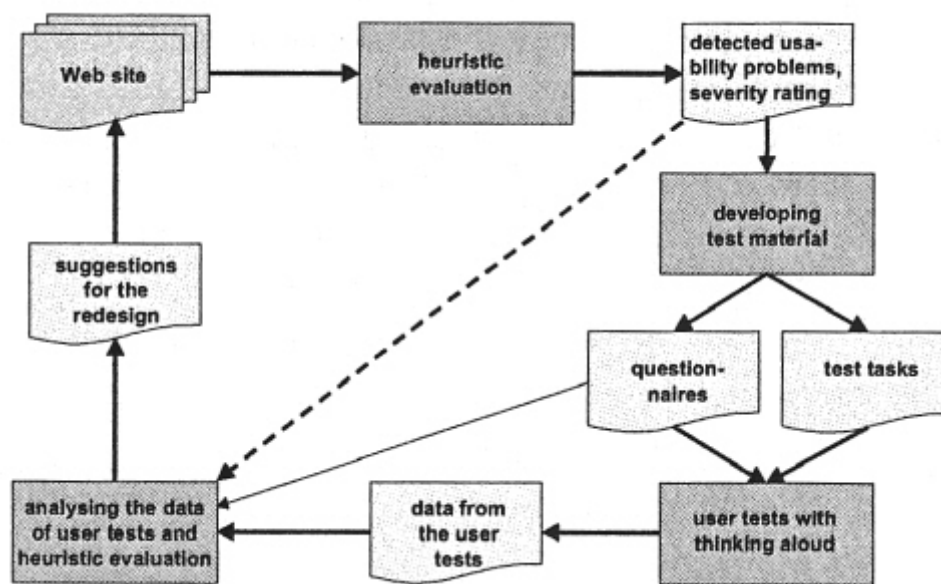 Web site
heuristic
evaluation
detected usa-
bility problems,
severity rating
developing
test material
suggestions
for the
redesign
question-
naires
test tasks
analysing the data
of user tests and
heuristic evaluation
data from
the user
tests
user tests with
thinking aloud